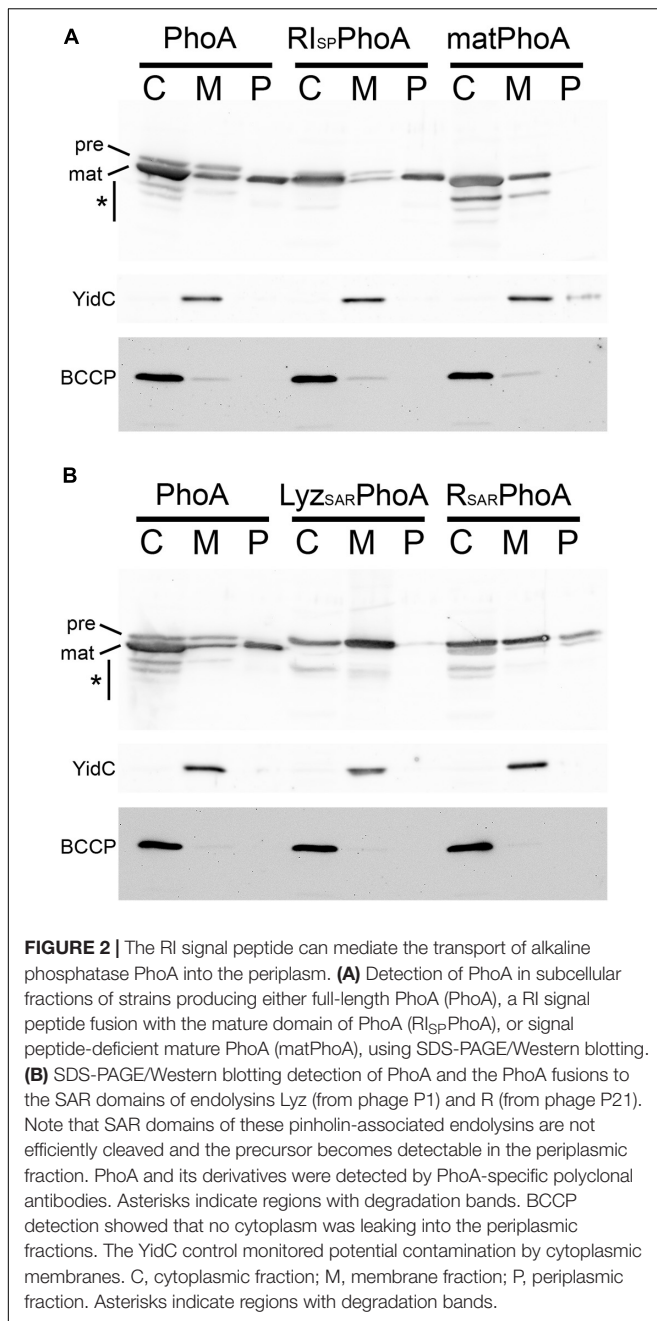 A
PhoA RISPPhoA matPhoA
C M P C M P C M P
pre
mat
*
YidC
BCCP
B
PhoA LyzSARPhoA RSARPhoA
C M P C M P C M P
pre
mat
*
YidC
BCCP
FIGURE 2 | The RI signal peptide can mediate the transport of alkaline
phosphatase PhoA into the periplasm. (A) Detection of PhoA in subcellular
fractions of strains producing either full-length PhoA (PhoA), a RI signal
peptide fusion with the mature domain of PhoA (RISPPhoA), or signal
peptide-deficient mature PhoA (matPhoA), using SDS-PAGE/Western blotting.
(B) SDS-PAGE/Western blotting detection of PhoA and the PhoA fusions to
the SAR domains of endolysins Lyz (from phage P1) and R (from phage P21).
Note that SAR domains of these pinholin-associated endolysins are not
efficiently cleaved and the precursor becomes detectable in the periplasmic
fraction. PhoA and its derivatives were detected by PhoA-specific polyclonal
antibodies. Asterisks indicate regions with degradation bands. BCCP
detection showed that no cytoplasm was leaking into the periplasmic
fractions. The YidC control monitored potential contamination by cytoplasmic
membranes. C, cytoplasmic fraction; M, membrane fraction; P, periplasmic
fraction. Asterisks indicate regions with degradation bands.